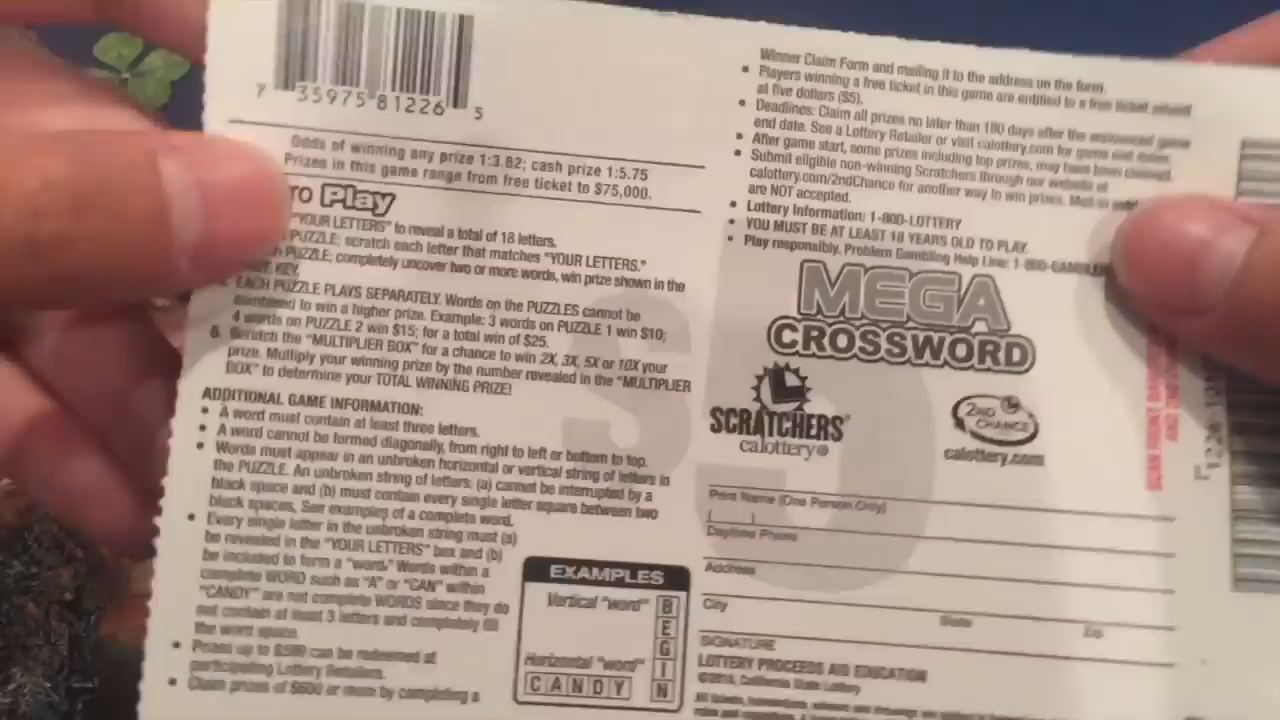 7 35975 81226 5
Odds of winning any prize 1:3.82; cash prize 1:5.75
Prizes in this game range from free ticket to $75,000.
to Play
"YOUR LETTERS" to reveal a total of 18 letters.
PUZZLE; scratch each letter that matches "YOUR LETTERS."
PUZZLE; completely uncover two or more words, win prize shown in the
KEY.
EACH PUZZLE PLAYS SEPARATELY. Words on the PUZZLES cannot be
combined to win a higher prize. Example: 3 words on PUZZLE 1 win $10;
4 words on PUZZLE 2 win $15; for a total win of $25.
Scratch the "MULTIPLIER BOX" for a chance to win 2X, 3X, 5X or 10X your
prize. Multiply your winning prize by the number revealed in the "MULTIPLIER
BOX" to determine your TOTAL WINNING PRIZE!
ADDITIONAL GAME INFORMATION:
• A word must contain at least three letters.
• A word cannot be formed diagonally, from right to left or bottom to top.
• Words must appear in an unbroken horizontal or vertical string of letters in
the PUZZLE. An unbroken string of letters: (a) cannot be interrupted by a
black space and (b) must contain every single letter square between two
black spaces. See examples of a complete word.
• Every single letter in the unbroken string must (a)
be revealed in the "YOUR LETTERS" box and (b)
be included to form a "word." Words within a
complete WORD such as "A" or "CAN" within
"CANDY" are not complete WORDS since they do
not contain at least 3 letters and completely fill
the word space.
• Prizes up to $599 can be redeemed at
participating Lottery Retailers.
• Claim prizes of $600 or more by completing a
EXAMPLES
Vertical "word"
BEGIN
Horizontal "word"
CANDY
Winner Claim Form and mailing it to the address on the form.
• Players winning a free ticket in this game are entitled to a free ticket valued
at five dollars ($5).
• Deadlines: Claim all prizes no later than 180 days after the announced game
end date. See a Lottery Retailer or visit calottery.com for game end dates.
• After game start, some prizes including top prizes, may have been claimed.
• Submit eligible non-winning Scratchers through our website at
calottery.com/2ndChance for another way to win prizes. Mail-in
are NOT accepted.
• Lottery Information: 1-800-LOTTERY
• YOU MUST BE AT LEAST 18 YEARS OLD TO PLAY.
• Play responsibly. Problem Gambling Help Line: 1-800-GAMBLER
MEGA
CROSSWORD
SCRATCHERS®
calottery
2ND CHANCE
calottery.com
$5
Print Name (One Person Only)
( )
Daytime Phone
Address
City State Zip
SIGNATURE
LOTTERY PROCEEDS AID EDUCATION
California State Lottery